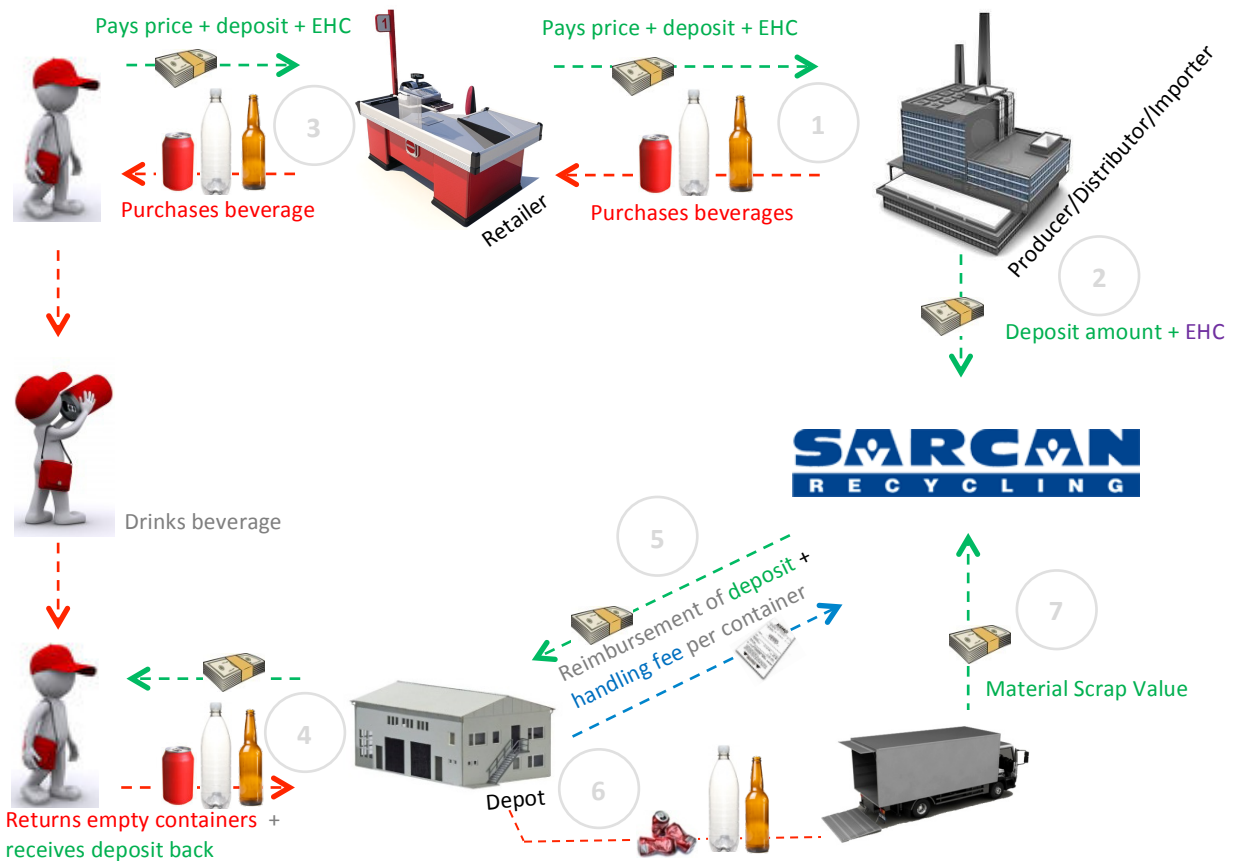 Pays price + deposit + EHC
Pays price + deposit + EHC
1
3
1
Purchases beverage
Retailer
Purchases beverages
Producer/Distributor/Importer
2
Deposit amount + EHC
SARCAN
RECYCLING
Drinks beverage
5
Reimbursement of deposit +
handling fee per container
7
Material Scrap Value
4
6
Depot
Returns empty containers +
receives deposit back